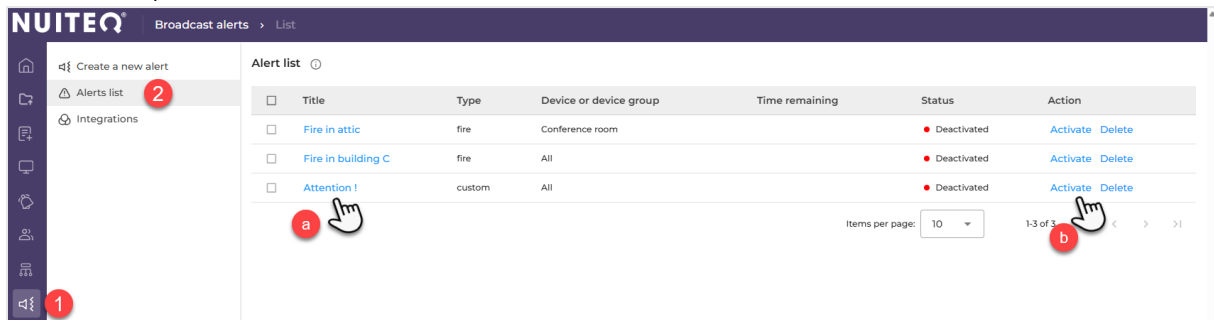 NUITEQ® Broadcast alerts › List
Create a new alert
Alerts list 2
Integrations
1
Alert list
Title Type Device or device group Time remaining Status Action
Fire in attic fire Conference room Deactivated Activate Delete
Fire in building C fire All Deactivated Activate Delete
Attention ! custom All Deactivated Activate Delete
a
b
Items per page: 10 1-3 of 3